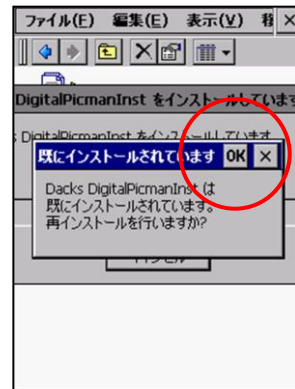 ファイル(F) 編集(E) 表示(V)
DigitalPicmanInst をインストールしています
DigitalPicmanInst をインストールしています
既にインストールされています OK ×
Dacks DigitalPicmanInst は
既にインストールされています。
再インストールを行いますか?